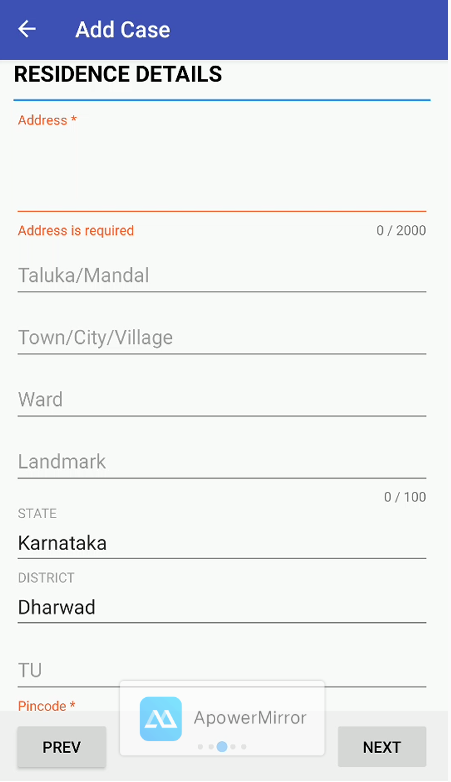 Add Case
RESIDENCE DETAILS
Address *
Address is required 0 / 2000
Taluka/Mandal
Town/City/Village
Ward
Landmark
0 / 100
STATE
Karnataka
DISTRICT
Dharwad
TU
Pincode *
ApowerMirror
PREV NEXT